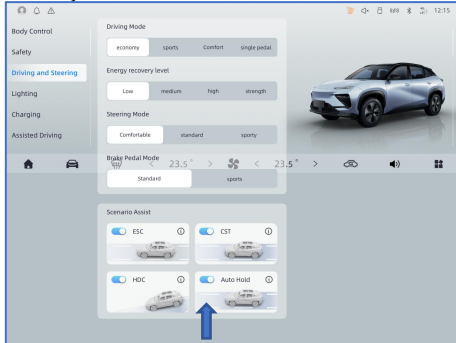 12:15
Body Control
Safety
Driving and Steering
Lighting
Charging
Assisted Driving
Driving Mode
economy sports Comfort single pedal
Energy recovery level
Low medium high strength
Steering Mode
Comfortable standard sporty
Brake Pedal Mode
< 23.5° > < 23.5° >
Standard sports
Scenario Assist
ESC CST
HDC Auto Hold